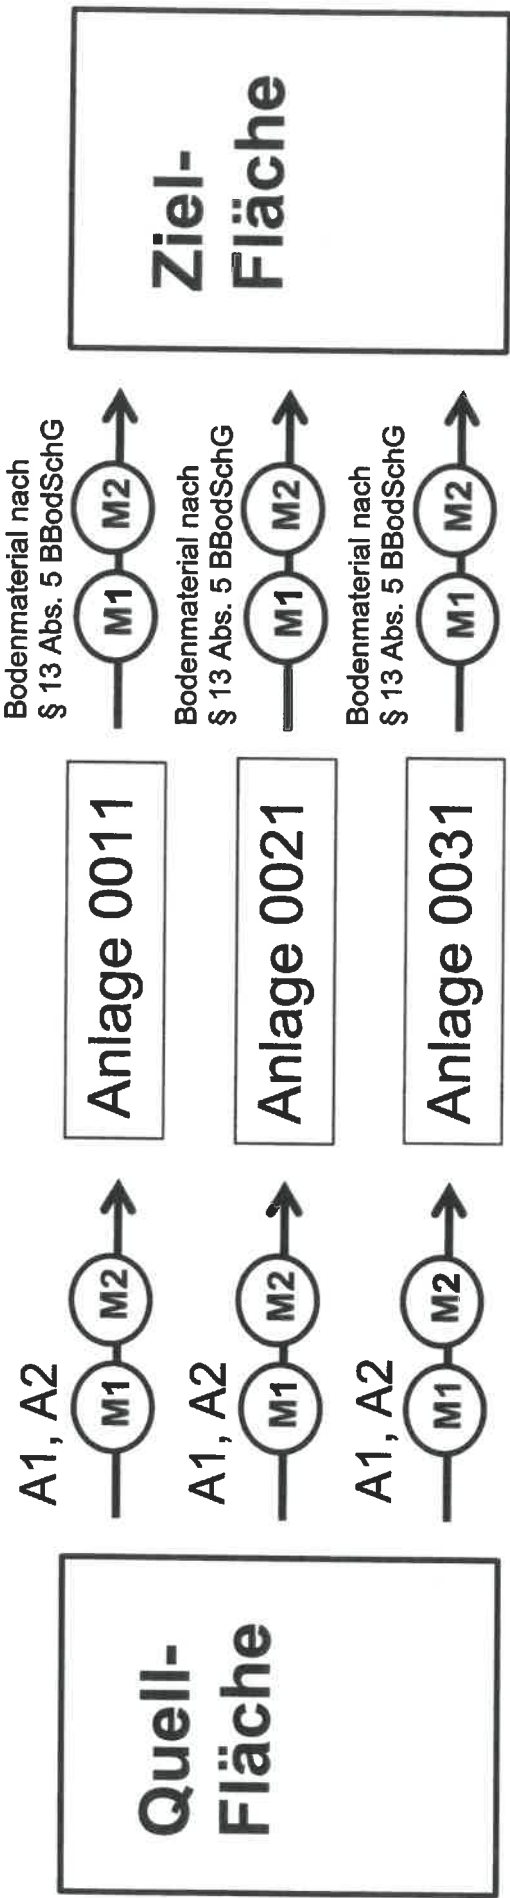 Quell-
Fläche
A1, A2
M1
M2
Anlage 0011
Bodenmaterial nach
§ 13 Abs. 5 BBodSchG
M1
M2
A1, A2
M1
M2
Anlage 0021
Bodenmaterial nach
§ 13 Abs. 5 BBodSchG
M1
M2
A1, A2
M1
M2
Anlage 0031
Bodenmaterial nach
§ 13 Abs. 5 BBodSchG
M1
M2
Ziel-
Fläche